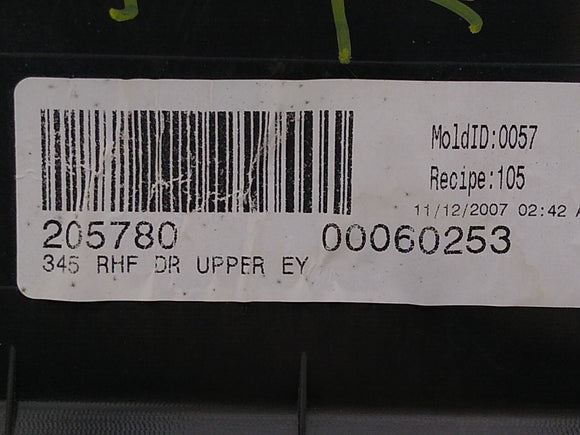 MoldID:0057
Recipe:105
11/12/2007 02:42 A
205780 00060253
345 RHF DR UPPER EY